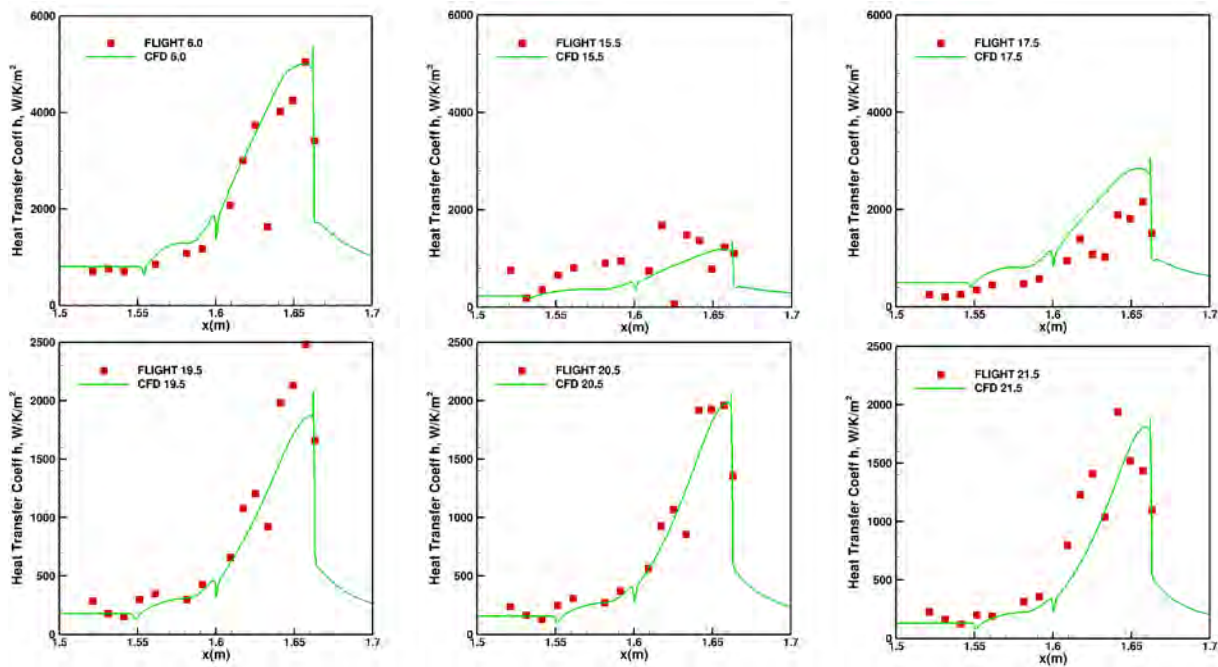 6000
FLIGHT 6.0
CFD 6.0
4000
2000
0
1.5
1.55
1.6
1.65
1.7
x(m)
Heat Transfer Coeff h, W/K/m²
6000
FLIGHT 15.5
CFD 15.5
4000
2000
0
1.5
1.55
1.6
1.65
1.7
x(m)
Heat Transfer Coeff h, W/K/m²
6000
FLIGHT 17.5
CFD 17.5
4000
2000
0
1.5
1.55
1.6
1.65
1.7
x(m)
Heat Transfer Coeff h, W/K/m²
2500
FLIGHT 19.5
CFD 19.5
2000
1500
1000
500
0
1.5
1.55
1.6
1.65
1.7
x(m)
Heat Transfer Coeff h, W/K/m²
2500
FLIGHT 20.5
CFD 20.5
2000
1500
1000
500
0
1.5
1.55
1.6
1.65
1.7
x(m)
Heat Transfer Coeff h, W/K/m²
2500
FLIGHT 21.5
CFD 21.5
2000
1500
1000
500
0
1.5
1.55
1.6
1.65
1.7
x(m)
Heat Transfer Coeff h, W/K/m²